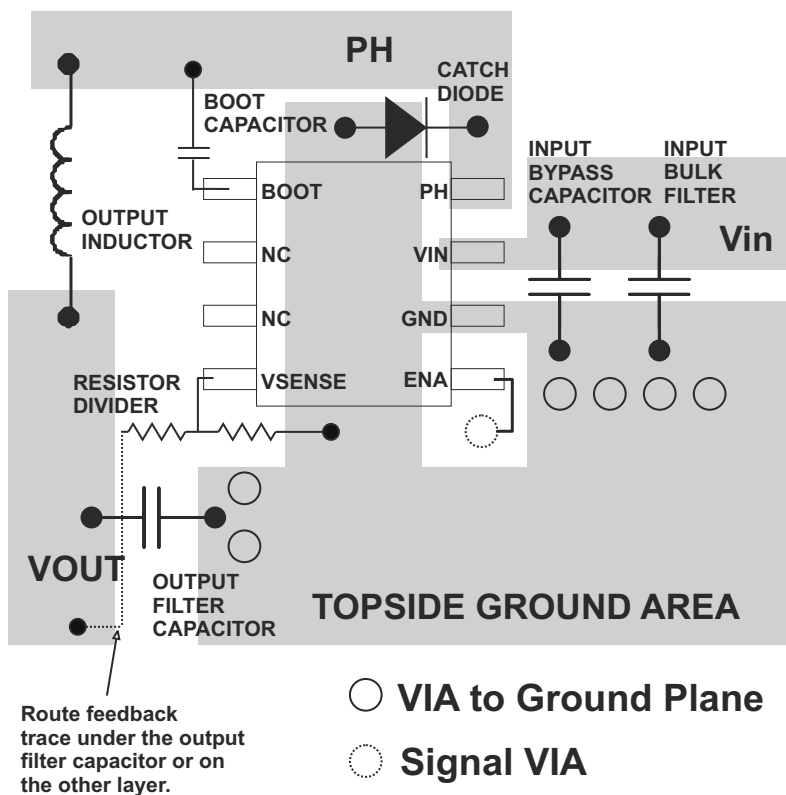 PH
CATCH
DIODE
BOOT
CAPACITOR
INPUT
BYPASS
CAPACITOR
INPUT
BULK
FILTER
BOOT
PH
OUTPUT
INDUCTOR
NC
VIN
Vin
NC
GND
RESISTOR
DIVIDER
VSENSE
ENA
VOUT
OUTPUT
FILTER
CAPACITOR
TOPSIDE GROUND AREA
Route feedback
trace under the output
filter capacitor or on
the other layer.
VIA to Ground Plane
Signal VIA